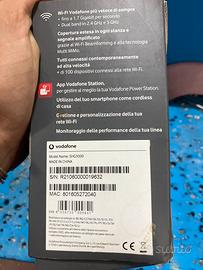 Wi-Fi Vodafone più veloce di sempre
• fino a 1.7 Gigabit per secondo
• Dual band in 2.4 GHz e 5 GHz
Copertura estesa in ogni stanza e
segnale amplificato
• grazie al Wi-Fi Beamforming e alla tecnologia
Multi MiMo.
Tutti connessi contemporaneamente
ad alta velocità
• di 100 dispositivi connessi alla rete Wi-Fi
App Vodafone Station.
per gestire al meglio la tua Vodafone Power Station.
Utilizzo del tuo smartphone come cordless
di casa
Gestione e personalizzazione della tua
rete Wi-Fi
Monitoraggio delle performance della tua linea
vodafone
Model Name: SHG3000
MADE IN CHINA
S/N: R21060000019632
MAC: 801605272040
Subito